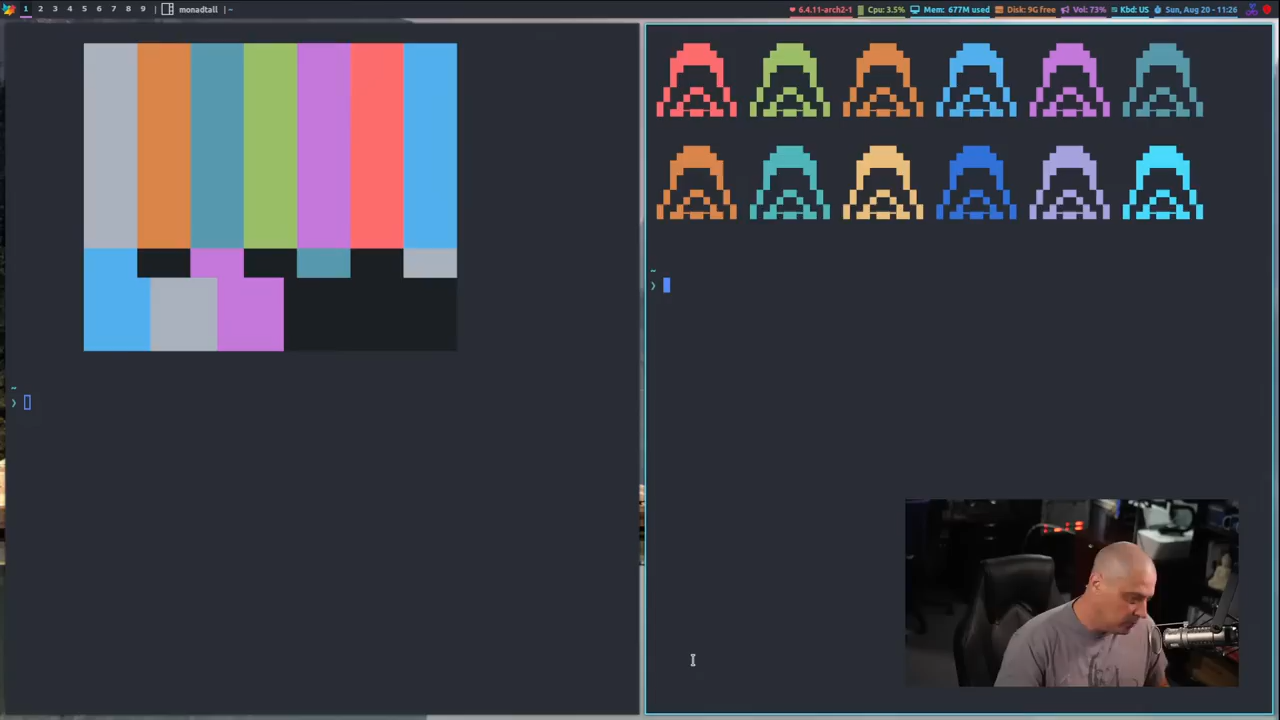 1 2 3 4 5 6 7 8 9 | monadtall | ~ 6.4.11-arch2-1 Cpu: 3.5% Mem: 677M used Disk: 9G free Vol: 73% Kbd: US Sun, Aug 20 - 11:26
~
❯
~
❯